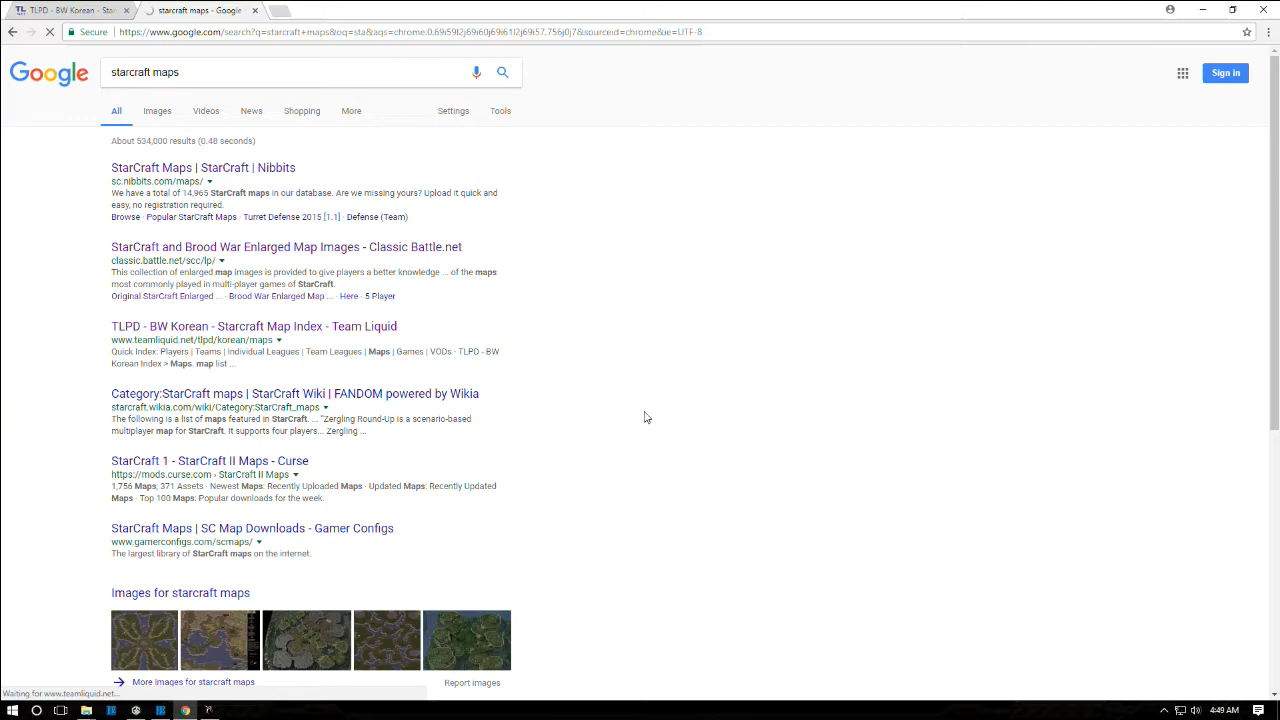 TLPD - BW Korean - Star
starcraft maps - Google
Secure
https://www.google.com/search?q=starcraft+maps&oq=sta&aqs=chrome.0.69i59l2j69i60j69i61l2j69i57.756j0j7&sourceid=chrome&ie=UTF-8
Google
starcraft maps
Sign in
All Images Videos News Shopping More Settings Tools
About 534,000 results (0.48 seconds)
StarCraft Maps | StarCraft | Nibbits
sc.nibbits.com/maps/
We have a total of 14,965 StarCraft maps in our database. Are we missing yours? Upload it quick and
easy, no registration required.
Browse · Popular StarCraft Maps · Turret Defense 2015 [1.1] · Defense (Team)
StarCraft and Brood War Enlarged Map Images - Classic Battle.net
classic.battle.net/scc/lp/
This collection of enlarged map images is provided to give players a better knowledge ... of the maps
most commonly played in multi-player games of StarCraft.
Original StarCraft Enlarged ... · Brood War Enlarged Map ... · Here · 5 Player
TLPD - BW Korean - Starcraft Map Index - Team Liquid
www.teamliquid.net/tlpd/korean/maps
Quick Index: Players | Teams | Individual Leagues | Team Leagues | Maps | Games | VODs · TLPD - BW
Korean Index > Maps. map list ...
Category:StarCraft maps | StarCraft Wiki | FANDOM powered by Wikia
starcraft.wikia.com/wiki/Category:StarCraft_maps
The following is a list of maps featured in StarCraft. ... "Zergling Round-Up is a scenario-based
multiplayer map for StarCraft. It supports four players... Zergling ...
StarCraft 1 - StarCraft II Maps - Curse
https://mods.curse.com › StarCraft II Maps
1,756 Maps; 371 Assets · Newest Maps: Recently Uploaded Maps · Updated Maps: Recently Updated
Maps · Top 100 Maps: Popular downloads for the week.
StarCraft Maps | SC Map Downloads - Gamer Configs
www.gamerconfigs.com/scmaps/
The largest library of StarCraft maps on the internet.
Images for starcraft maps
More images for starcraft maps
Report images
Waiting for www.teamliquid.net...
4:49 AM